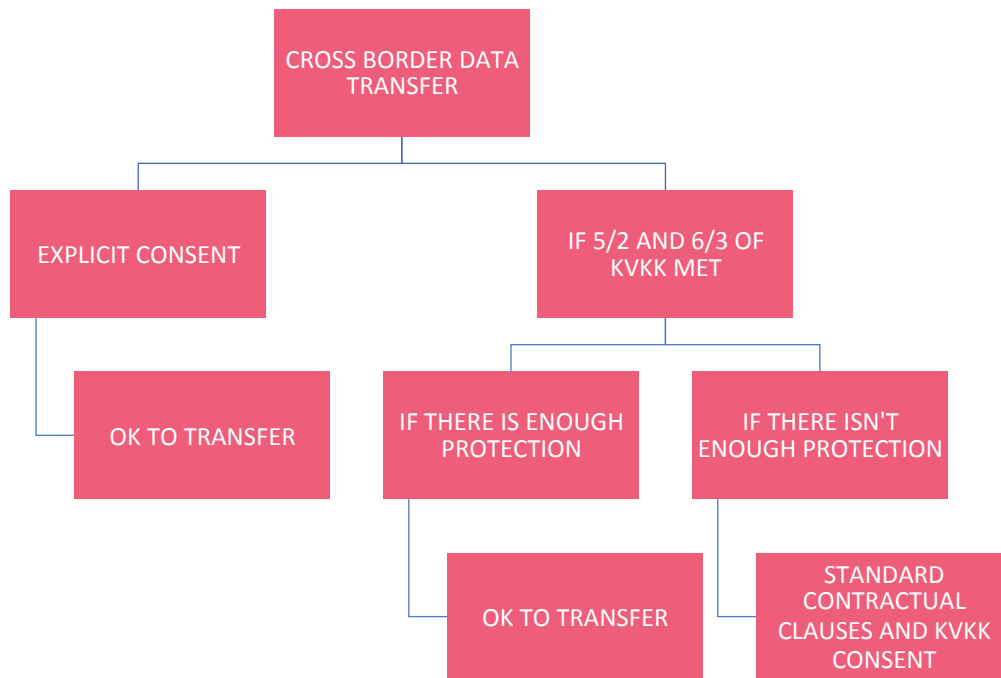 CROSS BORDER DATA
TRANSFER
EXPLICIT CONSENT
IF 5/2 AND 6/3 OF
KVKK MET
OK TO TRANSFER
IF THERE IS ENOUGH
PROTECTION
IF THERE ISN'T
ENOUGH PROTECTION
OK TO TRANSFER
STANDARD
CONTRACTUAL
CLAUSES AND KVKK
CONSENT